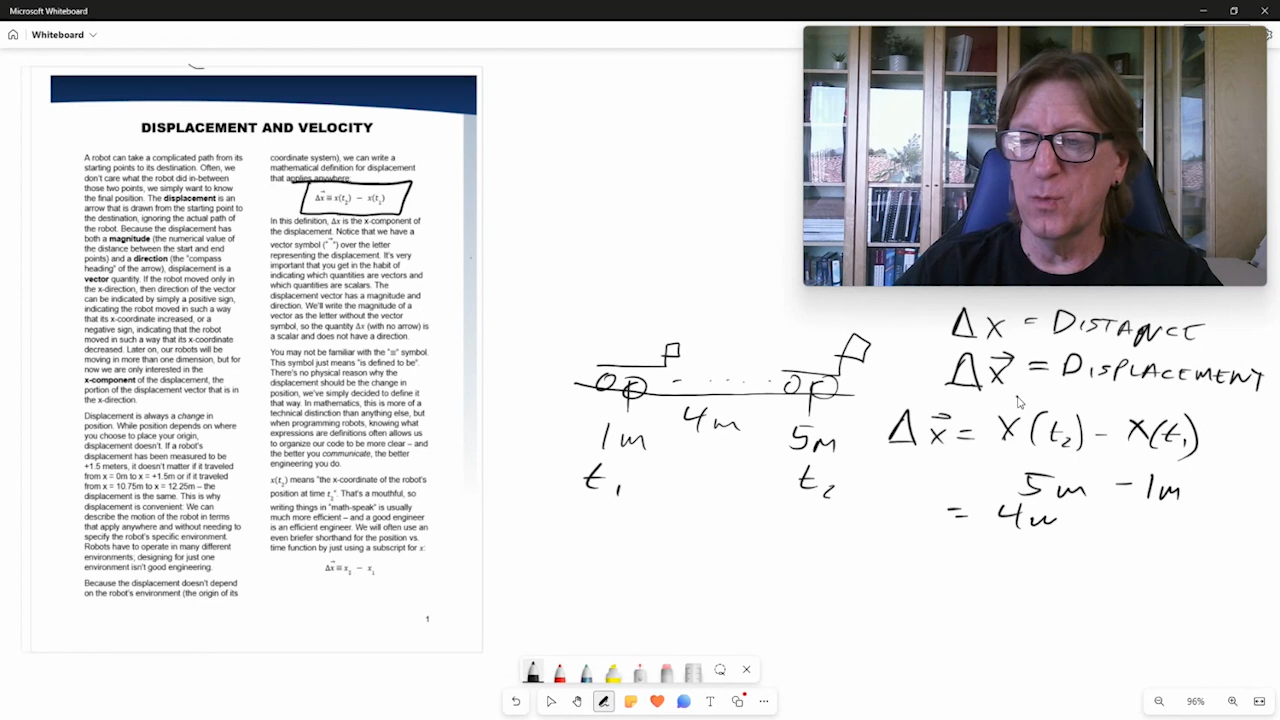 Microsoft Whiteboard
Whiteboard
DISPLACEMENT AND VELOCITY
A robot can take a complicated path from its
starting points to its destination. Often, we
don't care what the robot did in-between
those two points, we simply want to know
the final position. The displacement is an
arrow that is drawn from the starting point to
the destination, ignoring the actual path of
the robot. Because the displacement has
both a magnitude (the numerical value of
the distance between the start and end
points) and a direction (the "compass
heading" of the arrow), displacement is a
vector quantity. If the robot moved only in
the x-direction, then direction of the vector
can be indicated by simply a positive sign,
indicating the robot moved in such a way
that its x-coordinate increased, or a
negative sign, indicating that the robot
moved in such a way that its x-coordinate
decreased. Later on, our robots will be
moving in more than one dimension, but for
now we are only interested in the
x-component of the displacement, the
portion of the displacement vector that is in
the x-direction.
Displacement is always a change in
position. While position depends on where
you choose to place your origin,
displacement doesn't. If a robot's
displacement has been measured to be
+1.5 meters, it doesn't matter if it traveled
from x = 0m to x = +1.5m or if it traveled
from x = 10.75m to x = 12.25m – the
displacement is the same. This is why
displacement is convenient: We can
describe the motion of the robot in terms
that apply anywhere and without needing to
specify the robot's specific environment.
Robots have to operate in many different
environments; designing for just one
environment isn't good engineering.
Because the displacement doesn't depend
on the robot's environment (the origin of its
coordinate system), we can write a
mathematical definition for displacement
that applies anywhere:
Δx⃗ ≡ x(t₂) − x(t₁)
In this definition, Δx is the x-component of
the displacement. Notice that we have a
vector symbol ("→") over the letter
representing the displacement. It's very
important that you get in the habit of
indicating which quantities are vectors and
which quantities are scalars. The
displacement vector has a magnitude and
direction. We'll write the magnitude of a
vector as the letter without the vector
symbol, so the quantity Δx (with no arrow) is
a scalar and does not have a direction.
You may not be familiar with the "≡" symbol.
This symbol just means "is defined to be".
There's no physical reason why the
displacement should be the change in
position, we've simply decided to define it
that way. In mathematics, this is more of a
technical distinction than anything else, but
when programming robots, knowing what
expressions are definitions often allows us
to organize our code to be more clear – and
the better you communicate, the better
engineering you do.
x(t₂) means "the x-coordinate of the robot's
position at time t₂". That's a mouthful, so
writing things in "math-speak" is usually
much more efficient – and a good engineer
is an efficient engineer. We will often use an
even briefer shorthand for the position vs.
time function by just using a subscript for x:
Δx⃗ ≡ x₂ − x₁
1
4m
1m
5m
t₁
t₂
Δx = DISTANCE
Δx⃗ = DISPLACEMENT
Δx⃗ = x(t₂) − x(t₁)
5m − 1m
= 4m
96%